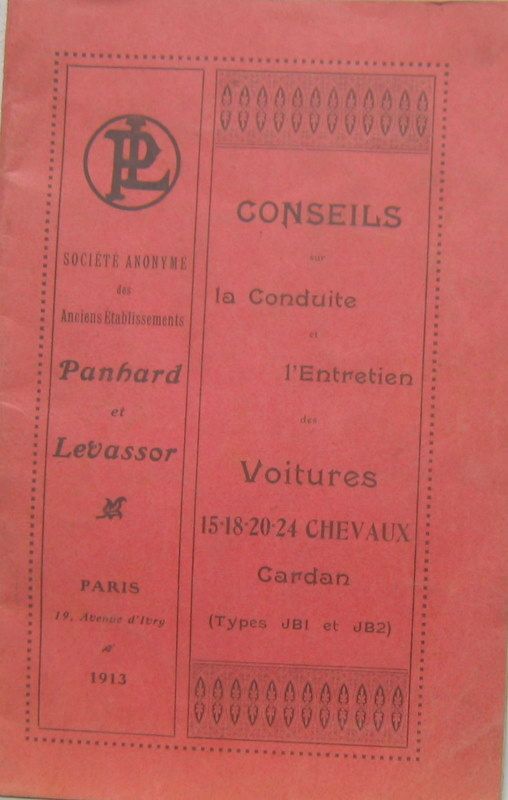 PL
SOCIÉTÉ ANONYME
des
Anciens Etablissements
Panhard
et
Levassor
PARIS
19, Avenue d'Ivry
1913
CONSEILS
sur
la Conduite
et
l'Entretien
des
Voitures
15-18-20-24 CHEVAUX
Cardan
(Types JB1 et JB2)